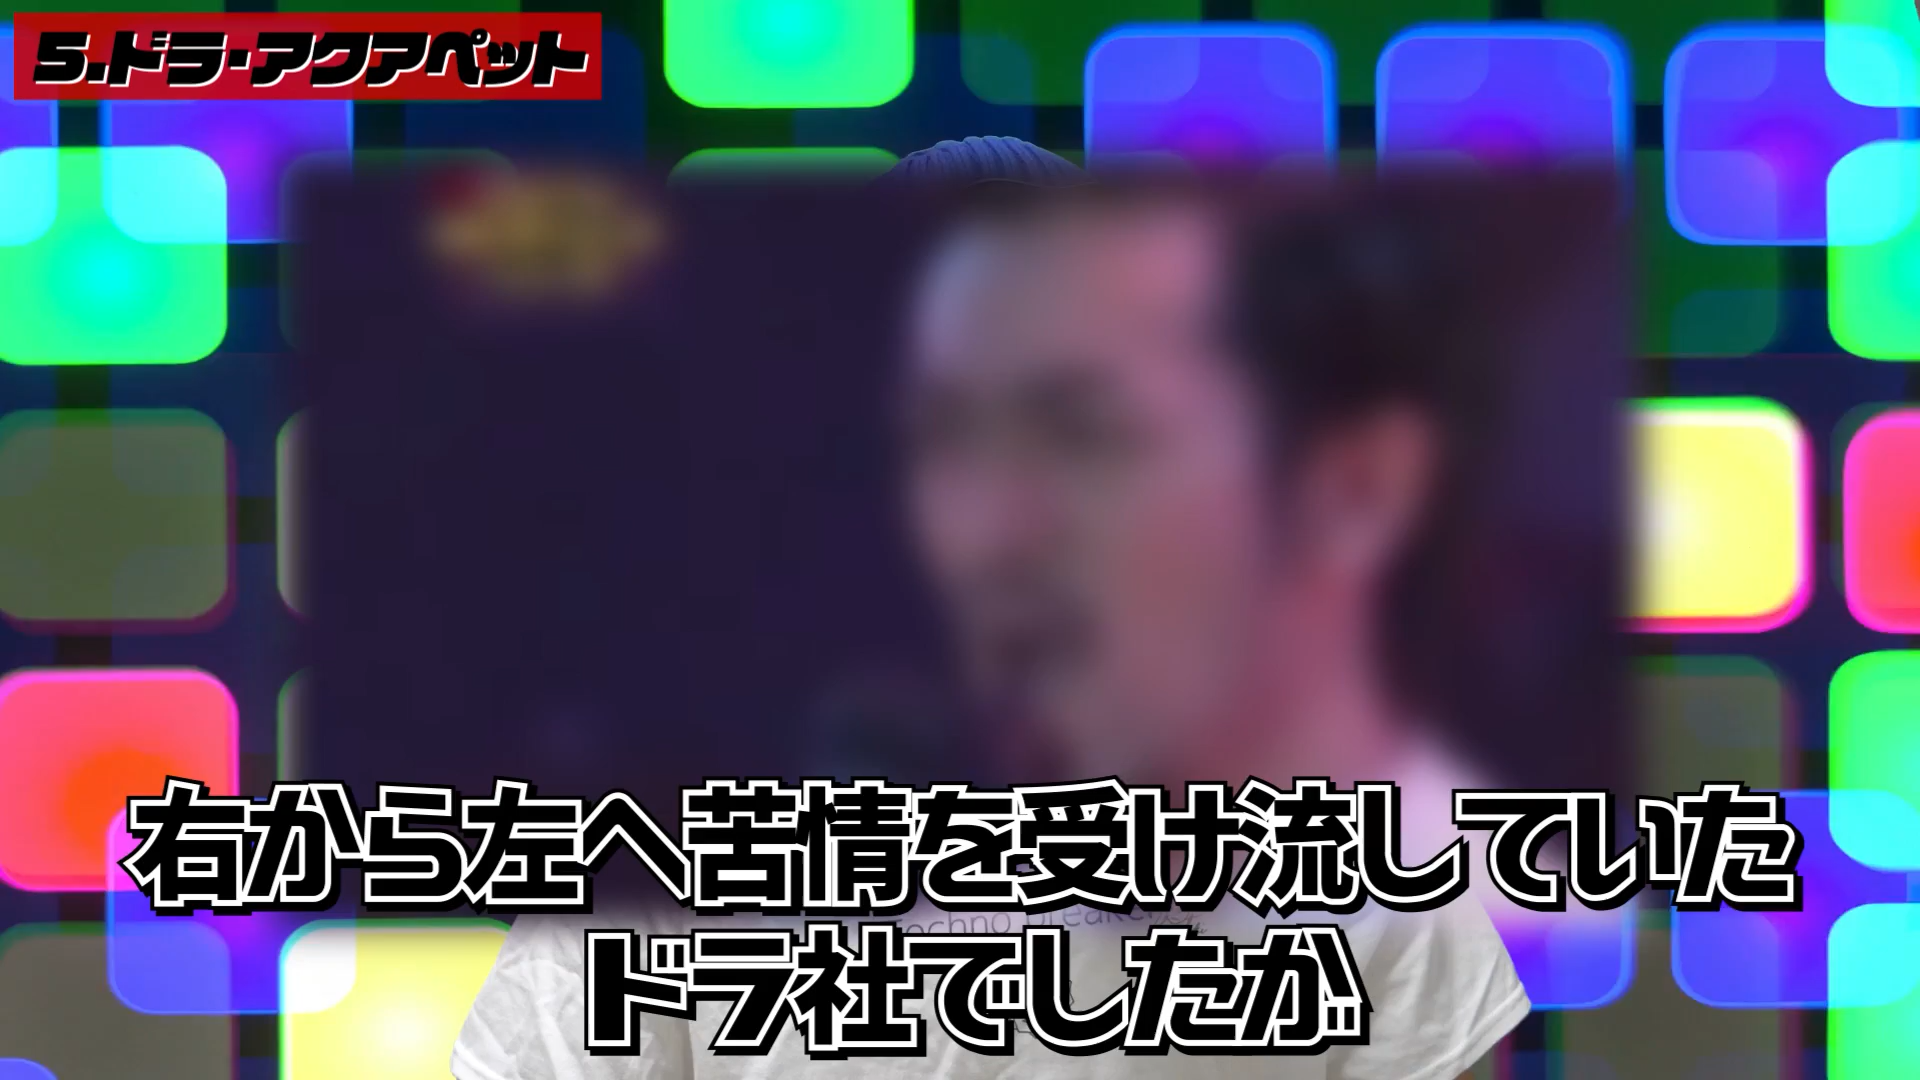 5.ドラ・アクアペット
右から左へ苦情を受け流していた
ドラ社でしたが